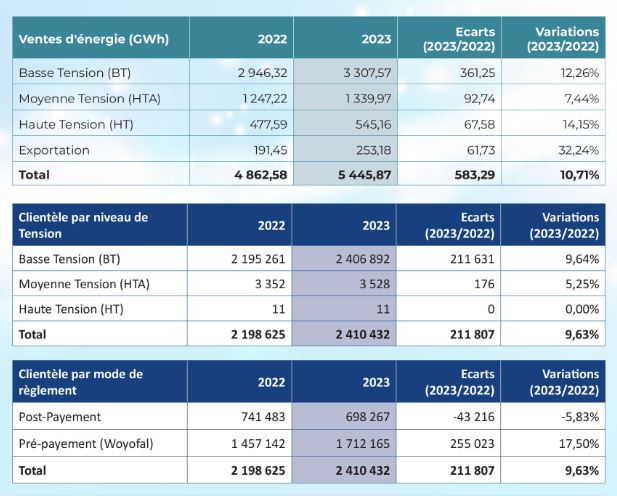 Ventes d'énergie (GWh) 2022 2023 Ecarts (2023/2022) Variations (2023/2022)
Basse Tension (BT) 2 946,32 3 307,57 361,25 12,26%
Moyenne Tension (HTA) 1 247,22 1 339,97 92,74 7,44%
Haute Tension (HT) 477,59 545,16 67,58 14,15%
Exportation 191,45 253,18 61,73 32,24%
Total 4 862,58 5 445,87 583,29 10,71%
Clientèle par niveau de Tension 2022 2023 Ecarts (2023/2022) Variations (2023/2022)
Basse Tension (BT) 2 195 261 2 406 892 211 631 9,64%
Moyenne Tension (HTA) 3 352 3 528 176 5,25%
Haute Tension (HT) 11 11 0 0,00%
Total 2 198 625 2 410 432 211 807 9,63%
Clientèle par mode de règlement 2022 2023 Ecarts (2023/2022) Variations (2023/2022)
Post-Payement 741 483 698 267 -43 216 -5,83%
Pré-payement (Woyofal) 1 457 142 1 712 165 255 023 17,50%
Total 2 198 625 2 410 432 211 807 9,63%